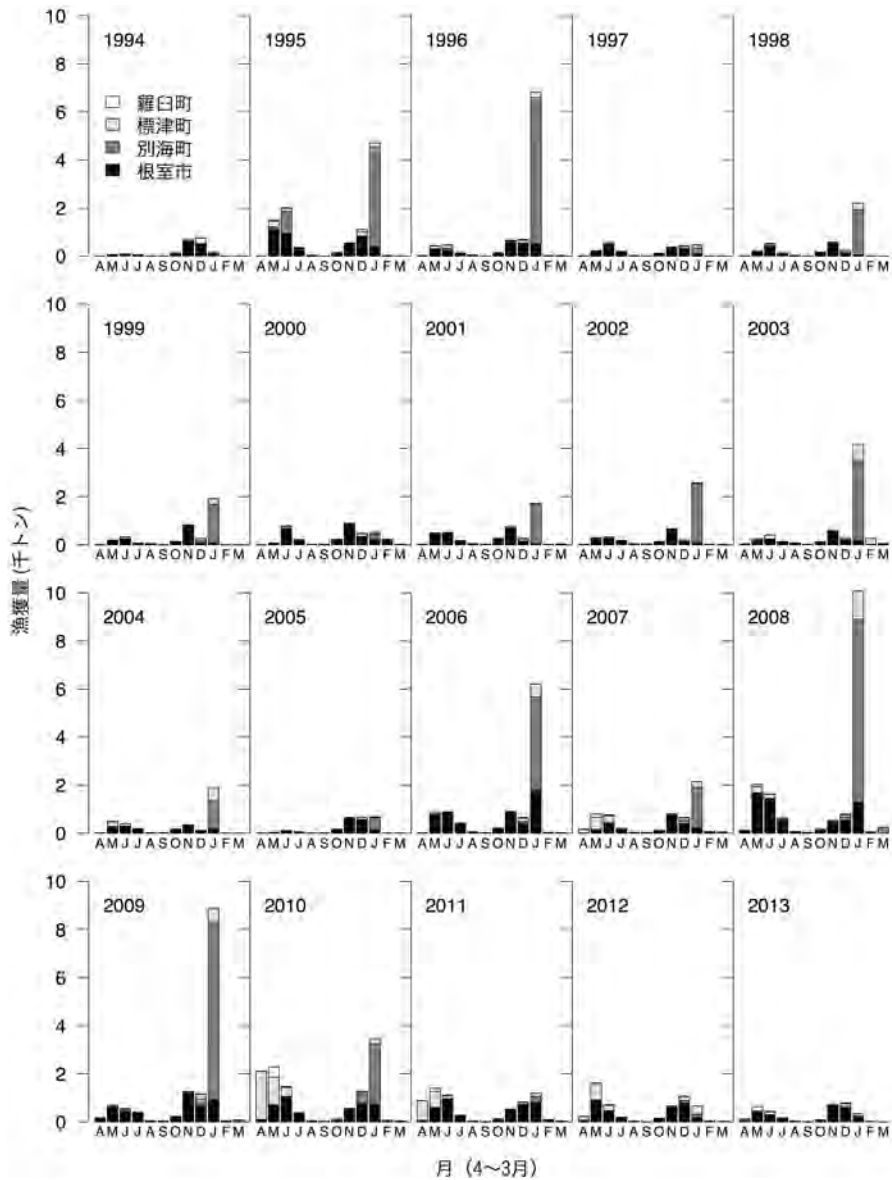 10
8
6
4
2
0
1994
1995
1996
1997
1998
羅臼町
標津町
別海町
根室市
A M J J A S O N D J F M
A M J J A S O N D J F M
A M J J A S O N D J F M
A M J J A S O N D J F M
A M J J A S O N D J F M
10
8
6
4
2
0
1999
2000
2001
2002
2003
A M J J A S O N D J F M
A M J J A S O N D J F M
A M J J A S O N D J F M
A M J J A S O N D J F M
A M J J A S O N D J F M
漁獲量(千トン)
10
8
6
4
2
0
2004
2005
2006
2007
2008
A M J J A S O N D J F M
A M J J A S O N D J F M
A M J J A S O N D J F M
A M J J A S O N D J F M
A M J J A S O N D J F M
10
8
6
4
2
0
2009
2010
2011
2012
2013
A M J J A S O N D J F M
A M J J A S O N D J F M
A M J J A S O N D J F M
A M J J A S O N D J F M
A M J J A S O N D J F M
月 (4〜3月)